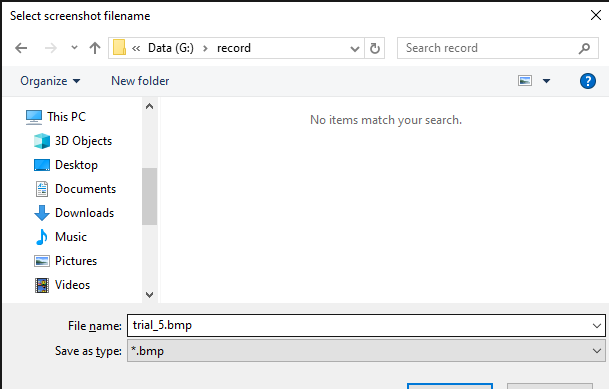 Select screenshot filename
« Data (G:) › record
Search record
Organize
New folder
?
This PC
3D Objects
Desktop
Documents
Downloads
Music
Pictures
Videos
No items match your search.
File name: trial_5.bmp
Save as type: *.bmp